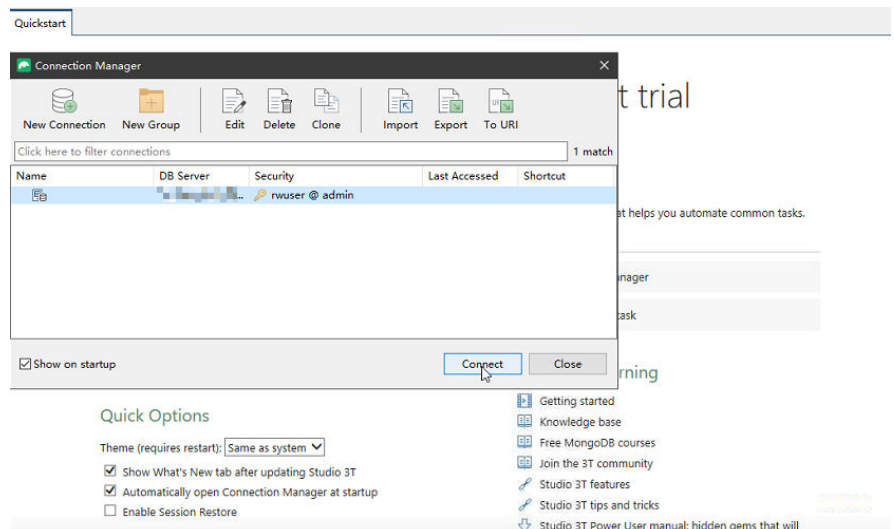 Quickstart
Connection Manager
New Connection New Group Edit Delete Clone Import Export To URI
Click here to filter connections 1 match
Name DB Server Security Last Accessed Shortcut
... rwuser @ admin
Show on startup Connect Close
t trial
at helps you automate common tasks.
nager
task
rning
Getting started
Knowledge base
Free MongoDB courses
Join the 3T community
Studio 3T features
Studio 3T tips and tricks
Studio 3T Power User manual: hidden gems that will
Quick Options
Theme (requires restart): Same as system
Show What's New tab after updating Studio 3T
Automatically open Connection Manager at startup
Enable Session Restore